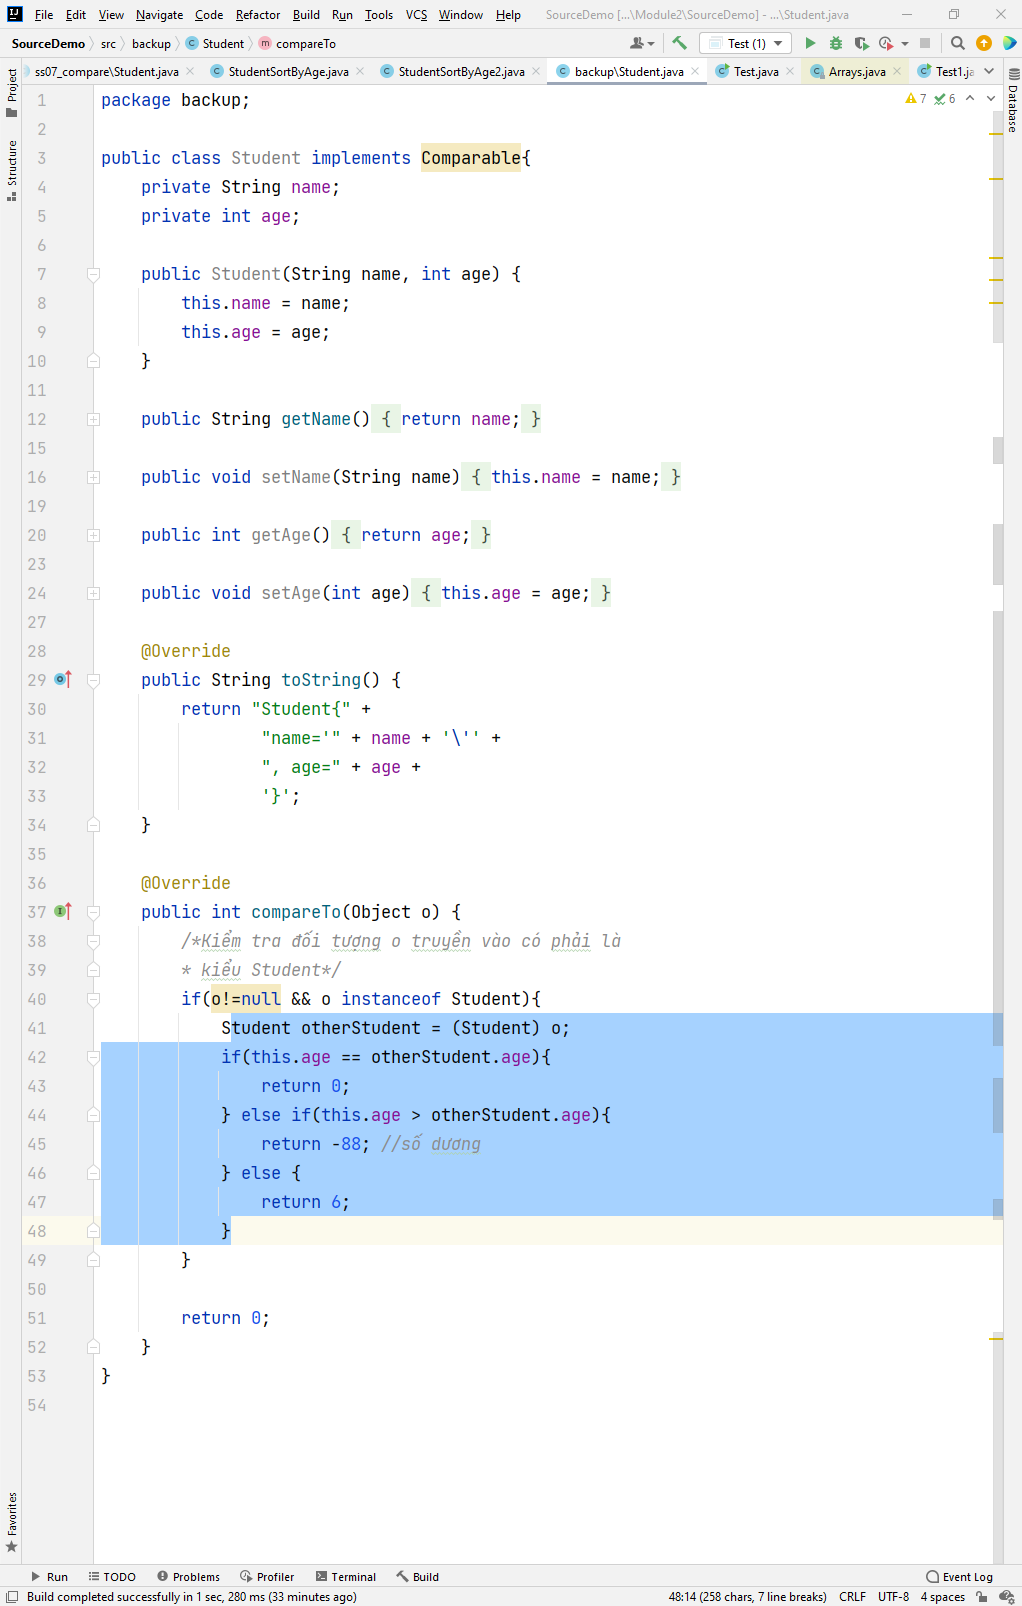 File Edit View Navigate Code Refactor Build Run Tools VCS Window Help SourceDemo [...\Module2\SourceDemo] - ...\Student.java
SourceDemo src backup Student compareTo Test (1)
ss07_compare\Student.java StudentSortByAge.java StudentSortByAge2.java backup\Student.java Test.java Arrays.java Test1.ja
Project
Structure
Favorites
Database
7 6
1 package backup;
2
3 public class Student implements Comparable{
4 private String name;
5 private int age;
6
7 public Student(String name, int age) {
8 this.name = name;
9 this.age = age;
10 }
11
12 public String getName() { return name; }
15
16 public void setName(String name) { this.name = name; }
19
20 public int getAge() { return age; }
23
24 public void setAge(int age) { this.age = age; }
27
28 @Override
29 public String toString() {
30 return "Student{" +
31 "name='" + name + '\'' +
32 ", age=" + age +
33 '}';
34 }
35
36 @Override
37 public int compareTo(Object o) {
38 /*Kiểm tra đối tượng o truyền vào có phải là
39 * kiểu Student*/
40 if(o!=null && o instanceof Student){
41 Student otherStudent = (Student) o;
42 if(this.age == otherStudent.age){
43 return 0;
44 } else if(this.age > otherStudent.age){
45 return -88; //số dương
46 } else {
47 return 6;
48 }
49 }
50
51 return 0;
52 }
53 }
54
Run TODO Problems Profiler Terminal Build Event Log
Build completed successfully in 1 sec, 280 ms (33 minutes ago) 48:14 (258 chars, 7 line breaks) CRLF UTF-8 4 spaces